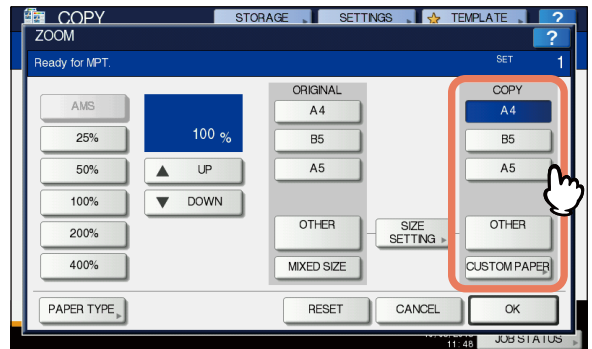 COPY STORAGE SETTINGS TEMPLATE ?
ZOOM ?
Ready for MPT. SET 1
ORIGINAL COPY
AMS 100 % A4 A4
25% B5 B5
50% UP A5 A5
100% DOWN
200% OTHER SIZE SETTING OTHER
400% MIXED SIZE CUSTOM PAPER
PAPER TYPE RESET CANCEL OK
11:48 JOB STATUS